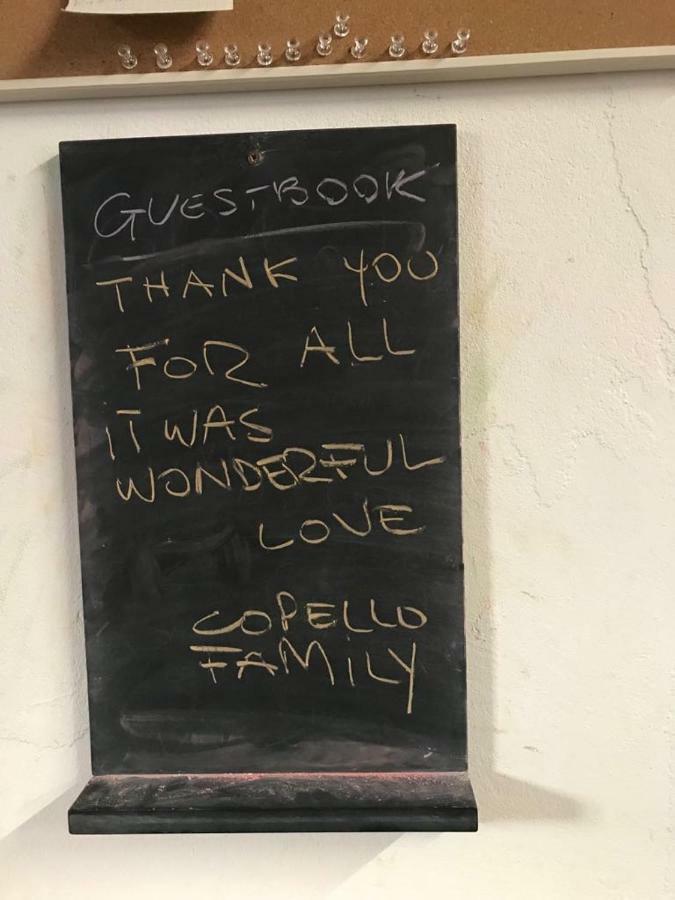 GUESTBOOK
THANK YOU
FOR ALL
IT WAS
WONDERFUL
LOVE
COPELLO
FAMILY